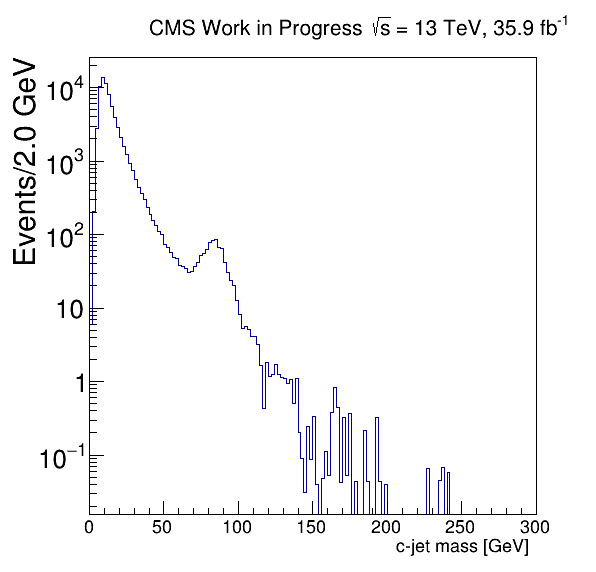 CMS Work in Progress √s = 13 TeV, 35.9 fb⁻¹
Events/2.0 GeV
10⁴
10³
10²
10
1
10⁻¹
0 50 100 150 200 250 300
c-jet mass [GeV]